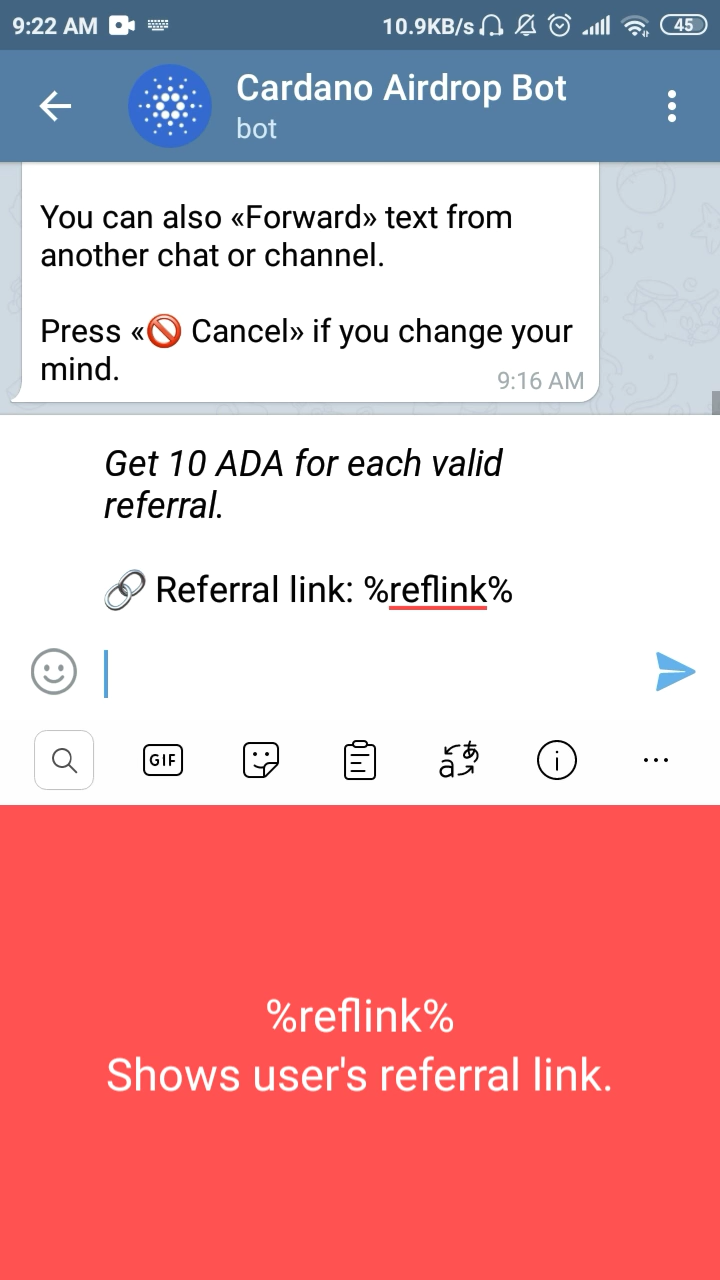 9:22 AM 10.9KB/s 45
Cardano Airdrop Bot
bot
You can also «Forward» text from
another chat or channel.
Press «🚫 Cancel» if you change your
mind.
9:16 AM
Get 10 ADA for each valid
referral.
🔗 Referral link: %reflink%
GIF
aあ
%reflink%
Shows user's referral link.